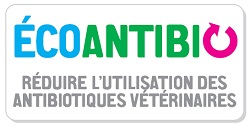 ÉCOANTIBIO
RÉDUIRE L'UTILISATION DES
ANTIBIOTIQUES VÉTÉRINAIRES